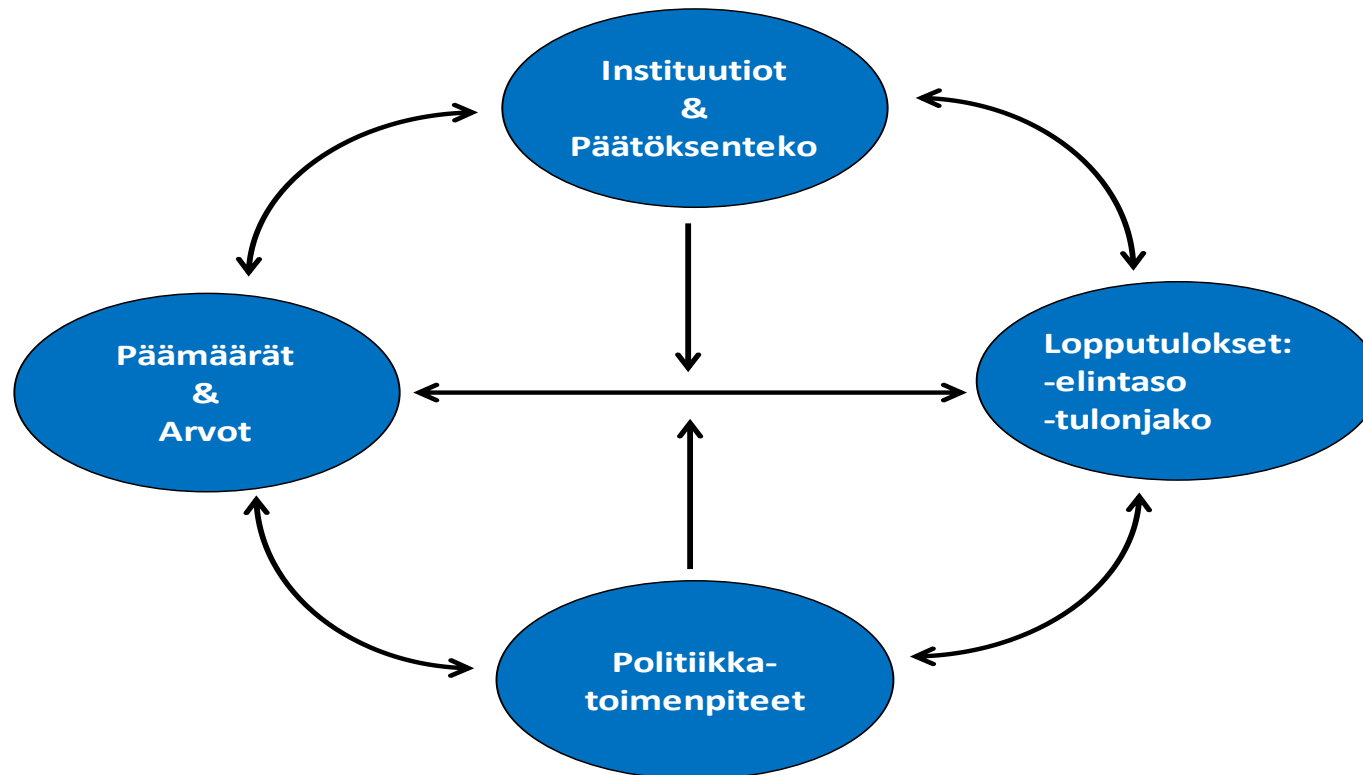 Instituutiot
&
Päätöksenteko
Päämäärät
&
Arvot
Lopputulokset:
-elintaso
-tulonjako
Politiikka-
toimenpiteet